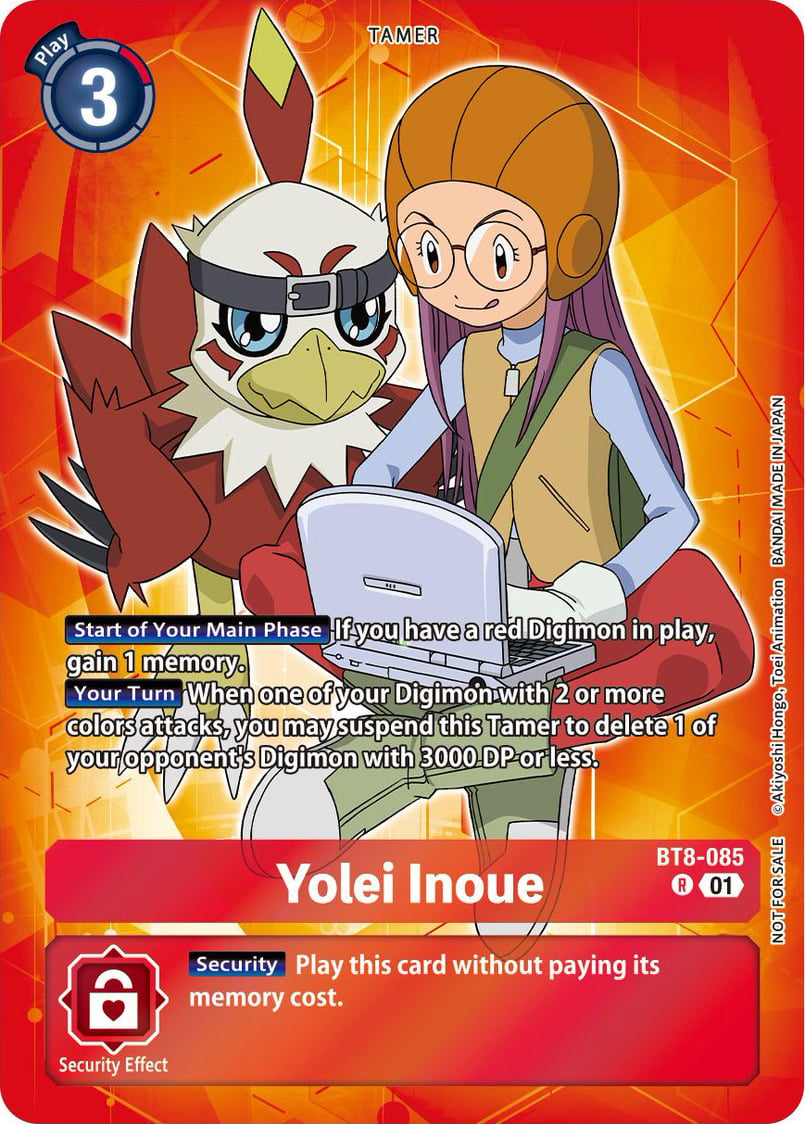 TAMER
Play
3
Start of Your Main Phase If you have a red Digimon in play,
gain 1 memory.
Your Turn When one of your Digimon with 2 or more
colors attacks, you may suspend this Tamer to delete 1 of
your opponent's Digimon with 3000 DP or less.
©Akiyoshi Hongo, Toei Animation BANDAI MADE IN JAPAN
NOT FOR SALE
BT8-085
Yolei Inoue
R 01
Security Play this card without paying its
memory cost.
Security Effect